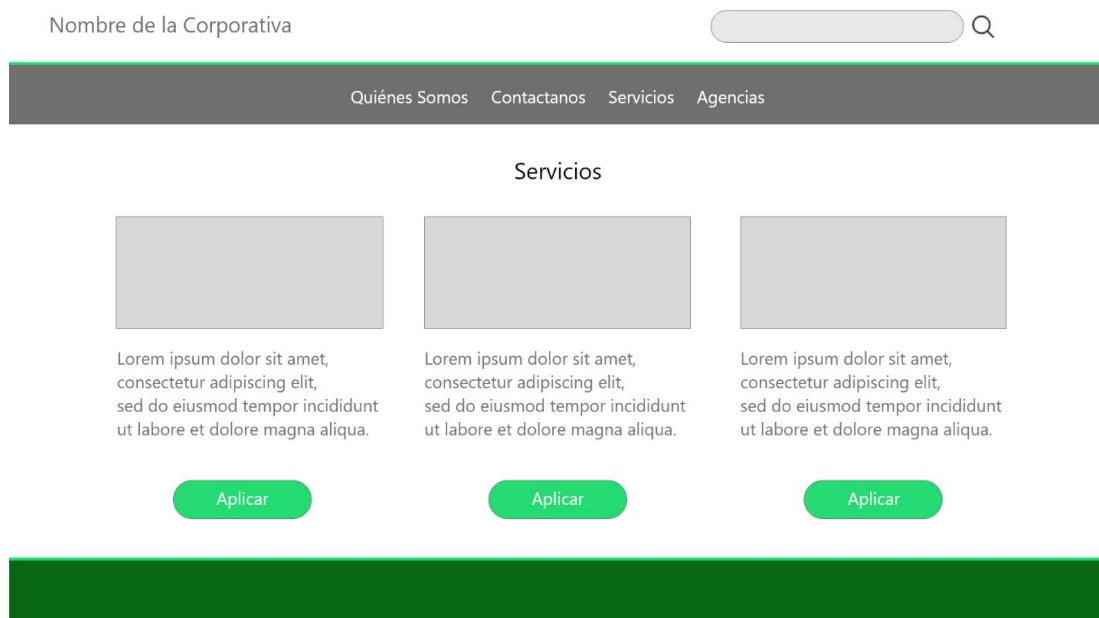 Nombre de la Corporativa
Quiénes Somos Contactanos Servicios Agencias
Servicios
Lorem ipsum dolor sit amet,
consectetur adipiscing elit,
sed do eiusmod tempor incididunt
ut labore et dolore magna aliqua.
Aplicar
Lorem ipsum dolor sit amet,
consectetur adipiscing elit,
sed do eiusmod tempor incididunt
ut labore et dolore magna aliqua.
Aplicar
Lorem ipsum dolor sit amet,
consectetur adipiscing elit,
sed do eiusmod tempor incididunt
ut labore et dolore magna aliqua.
Aplicar